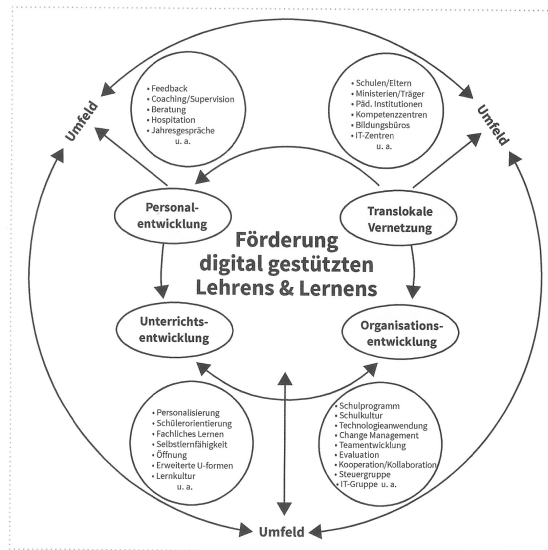 Umfeld
• Feedback
• Coaching/Supervision
• Beratung
• Hospitation
• Jahresgespräche
u. a.
• Schulen/Eltern
• Ministerien/Träger
• Päd. Institutionen
• Kompetenzzentren
• Bildungsbüros
• IT-Zentren
u. a.
Umfeld
Personal-
entwicklung
Translokale
Vernetzung
Förderung
digital gestützten
Lehrens & Lernens
Unterrichts-
entwicklung
Organisations-
entwicklung
• Personalisierung
• Schülerorientierung
• Fachliches Lernen
• Selbstlernfähigkeit
• Öffnung
• Erweiterte U-formen
• Lernkultur
u. a.
• Schulprogramm
• Schulkultur
• Technologieanwendung
• Change Management
• Teamentwicklung
• Evaluation
• Kooperation/Kollaboration
• Steuergruppe
• IT-Gruppe u. a.
Umfeld